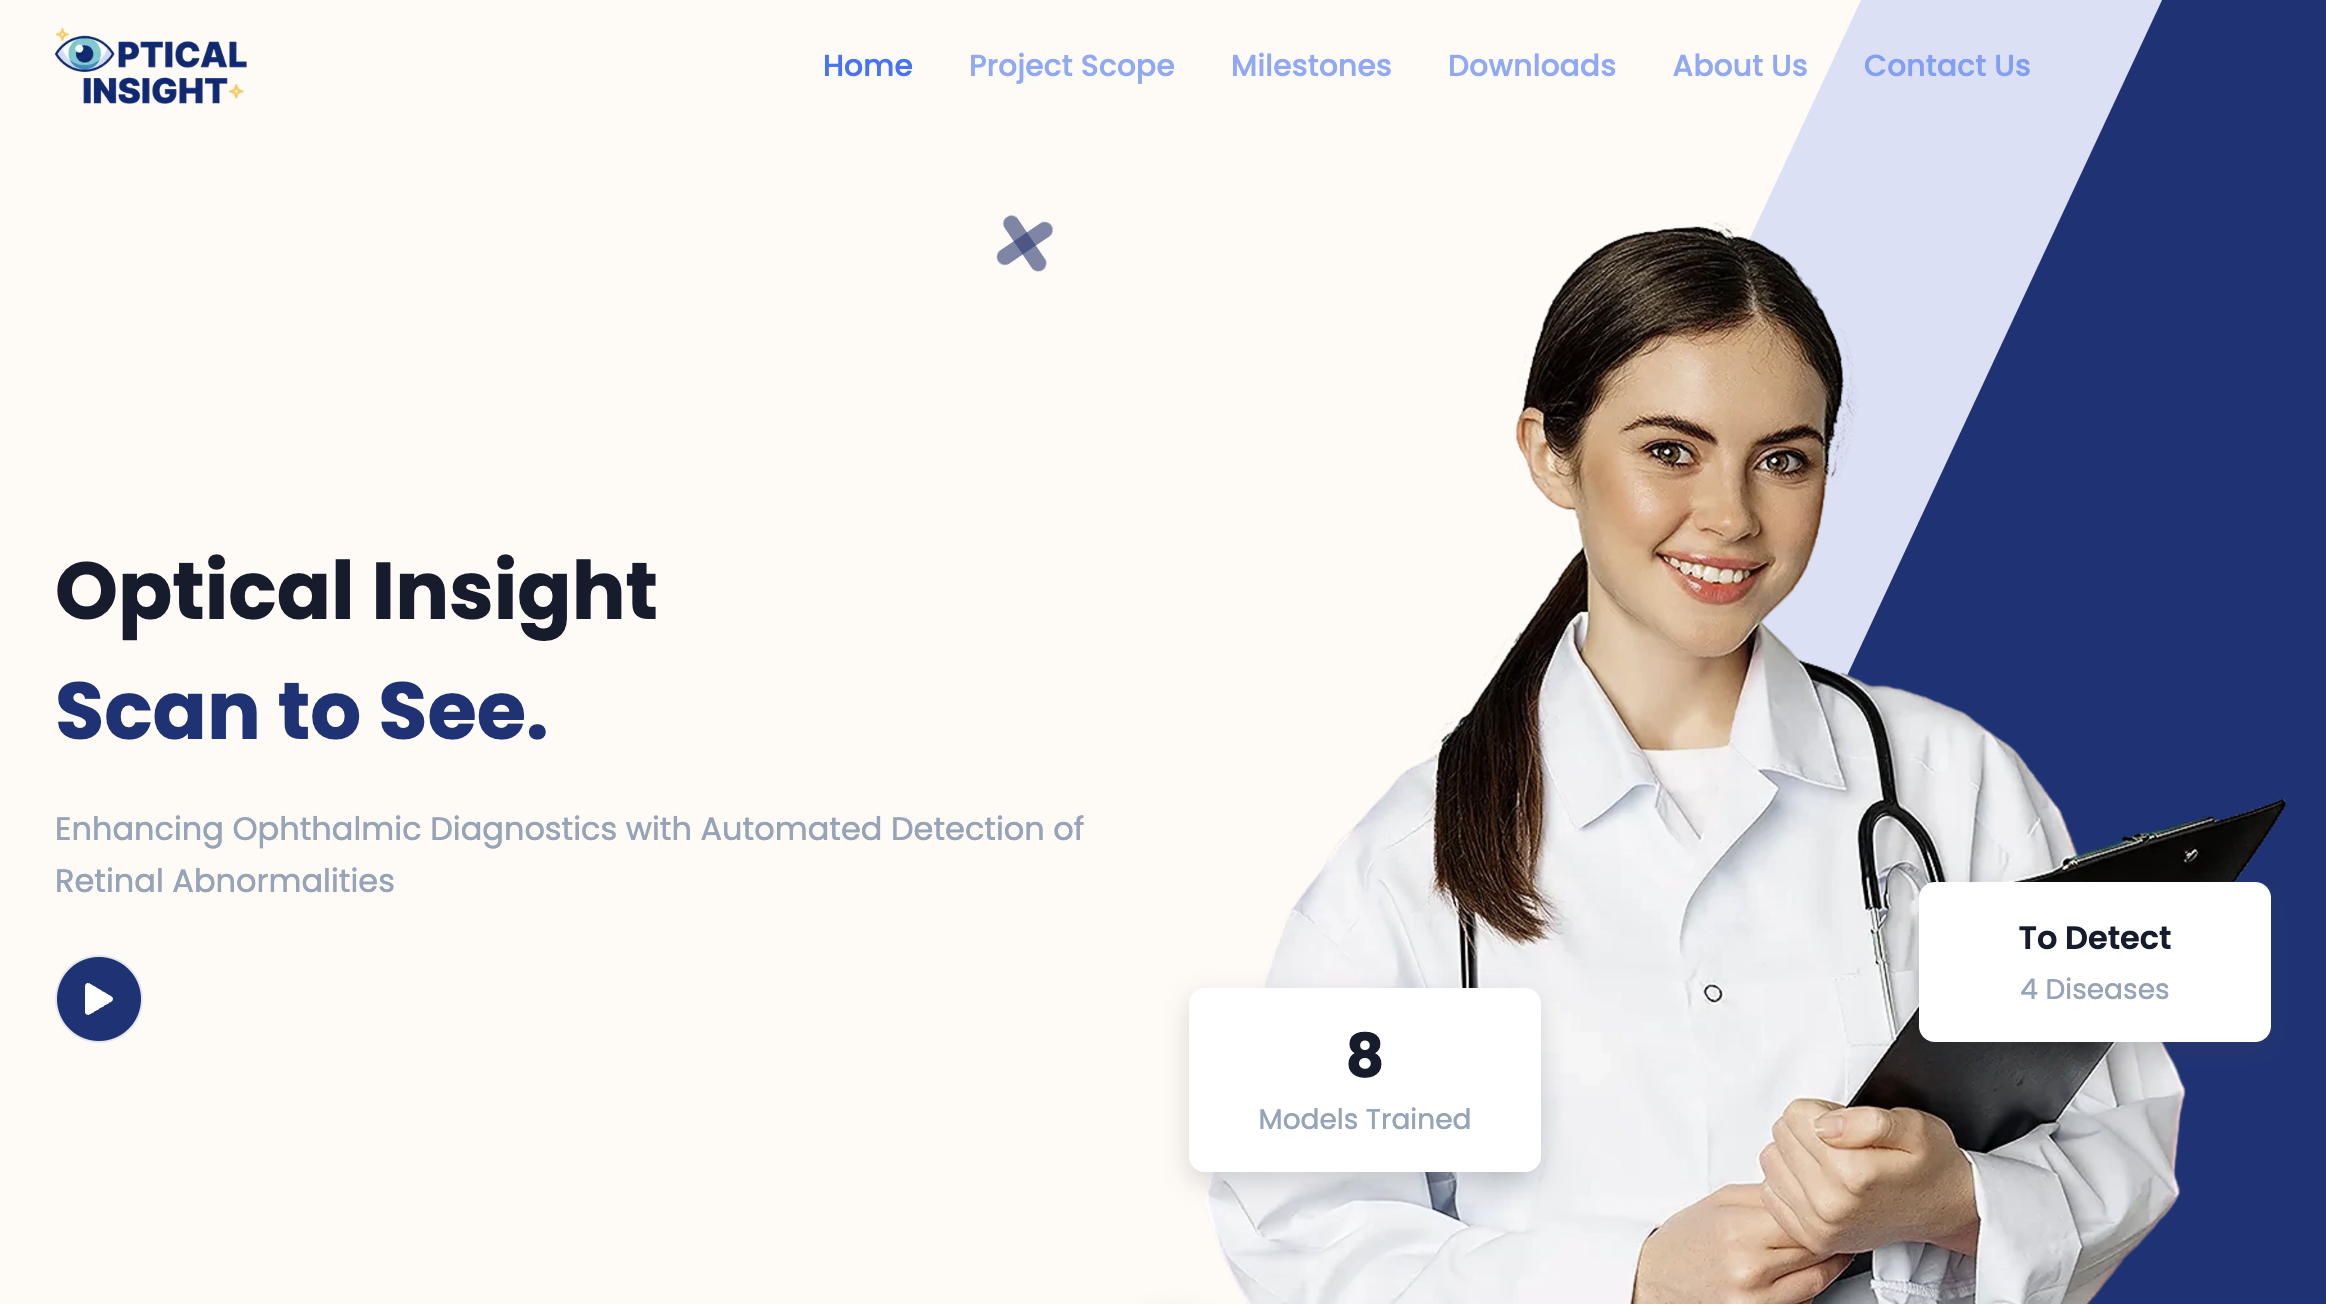 PTICAL
INSIGHT
Home Project Scope Milestones Downloads About Us Contact Us
Optical Insight
Scan to See.
Enhancing Ophthalmic Diagnostics with Automated Detection of
Retinal Abnormalities
To Detect
4 Diseases
8
Models Trained